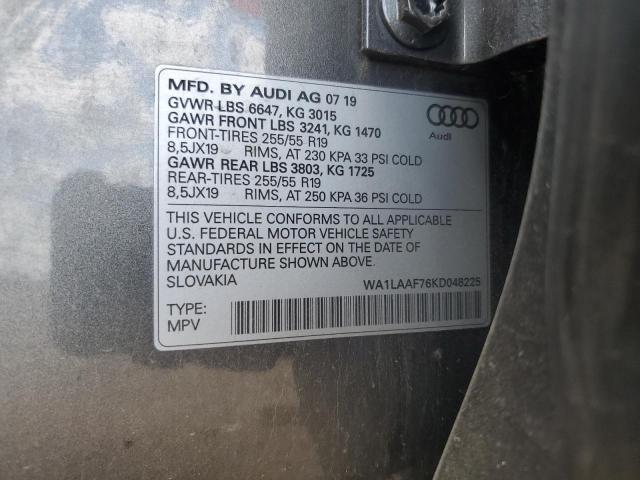 MFD. BY AUDI AG 07 19
GVWR LBS 6647, KG 3015
GAWR FRONT LBS 3241, KG 1470
FRONT-TIRES 255/55 R19
8,5JX19 RIMS, AT 230 KPA 33 PSI COLD
GAWR REAR LBS 3803, KG 1725
REAR-TIRES 255/55 R19
8,5JX19 RIMS, AT 250 KPA 36 PSI COLD
Audi
THIS VEHICLE CONFORMS TO ALL APPLICABLE
U.S. FEDERAL MOTOR VEHICLE SAFETY
STANDARDS IN EFFECT ON THE DATE OF
MANUFACTURE SHOWN ABOVE.
SLOVAKIA WA1LAAF76KD048225
TYPE:
MPV